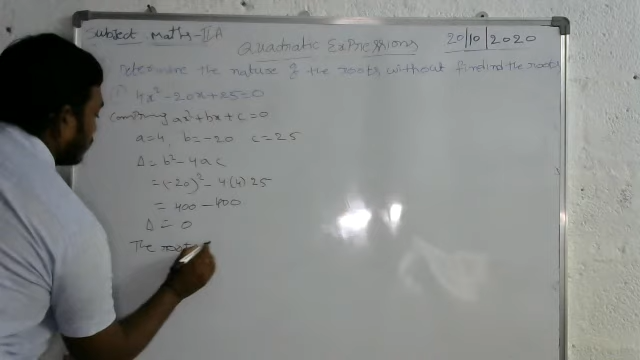 Subject Maths-IIA
Quadratic Expressions 20/10/2020
Determine the nature of the roots without findind the roots
4x² -20x+25=0
ax²+bx+c=0
a=4, b=-20 c=25
Δ=b²-4ac
=(-20)²-4(4).25
= 400-400
Δ = 0
The roots